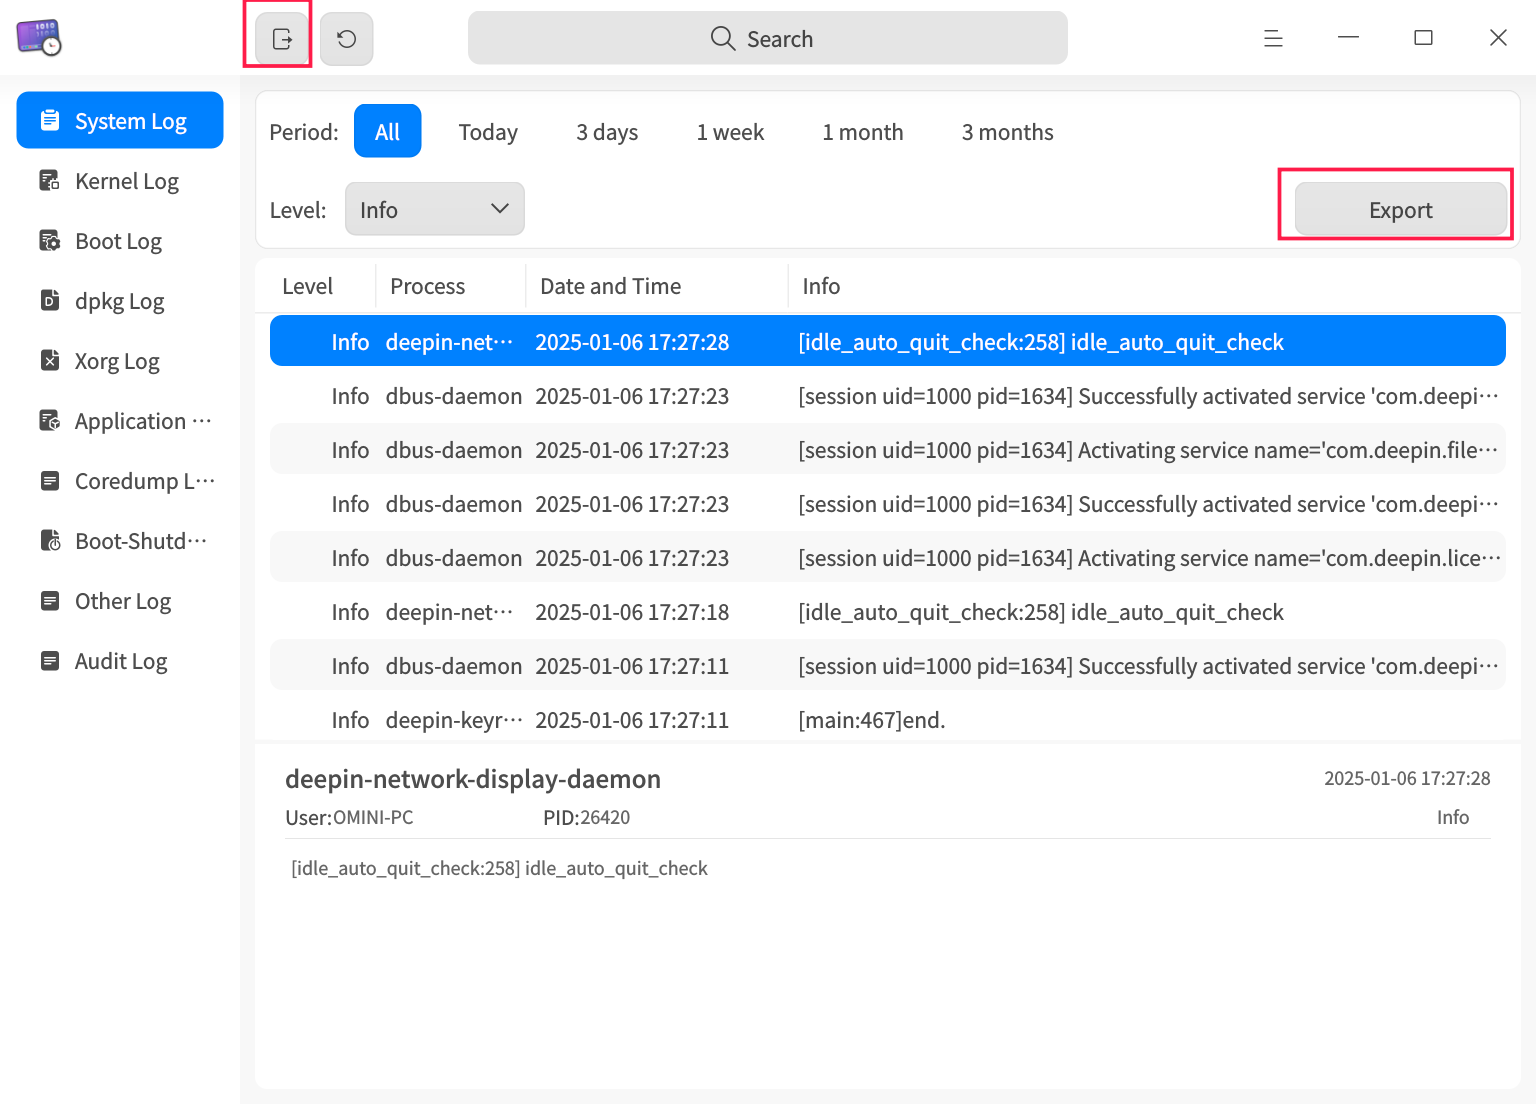 Search
System Log
Kernel Log
Boot Log
dpkg Log
Xorg Log
Application ···
Coredump L···
Boot-Shutd···
Other Log
Audit Log
Period: All Today 3 days 1 week 1 month 3 months
Level: Info Export
Level Process Date and Time Info
Info deepin-net··· 2025-01-06 17:27:28 [idle_auto_quit_check:258] idle_auto_quit_check
Info dbus-daemon 2025-01-06 17:27:23 [session uid=1000 pid=1634] Successfully activated service 'com.deepi···
Info dbus-daemon 2025-01-06 17:27:23 [session uid=1000 pid=1634] Activating service name='com.deepin.file···
Info dbus-daemon 2025-01-06 17:27:23 [session uid=1000 pid=1634] Successfully activated service 'com.deepi···
Info dbus-daemon 2025-01-06 17:27:23 [session uid=1000 pid=1634] Activating service name='com.deepin.lice···
Info deepin-net··· 2025-01-06 17:27:18 [idle_auto_quit_check:258] idle_auto_quit_check
Info dbus-daemon 2025-01-06 17:27:11 [session uid=1000 pid=1634] Successfully activated service 'com.deepi···
Info deepin-keyr··· 2025-01-06 17:27:11 [main:467]end.
deepin-network-display-daemon 2025-01-06 17:27:28
User:OMINI-PC PID:26420 Info
[idle_auto_quit_check:258] idle_auto_quit_check